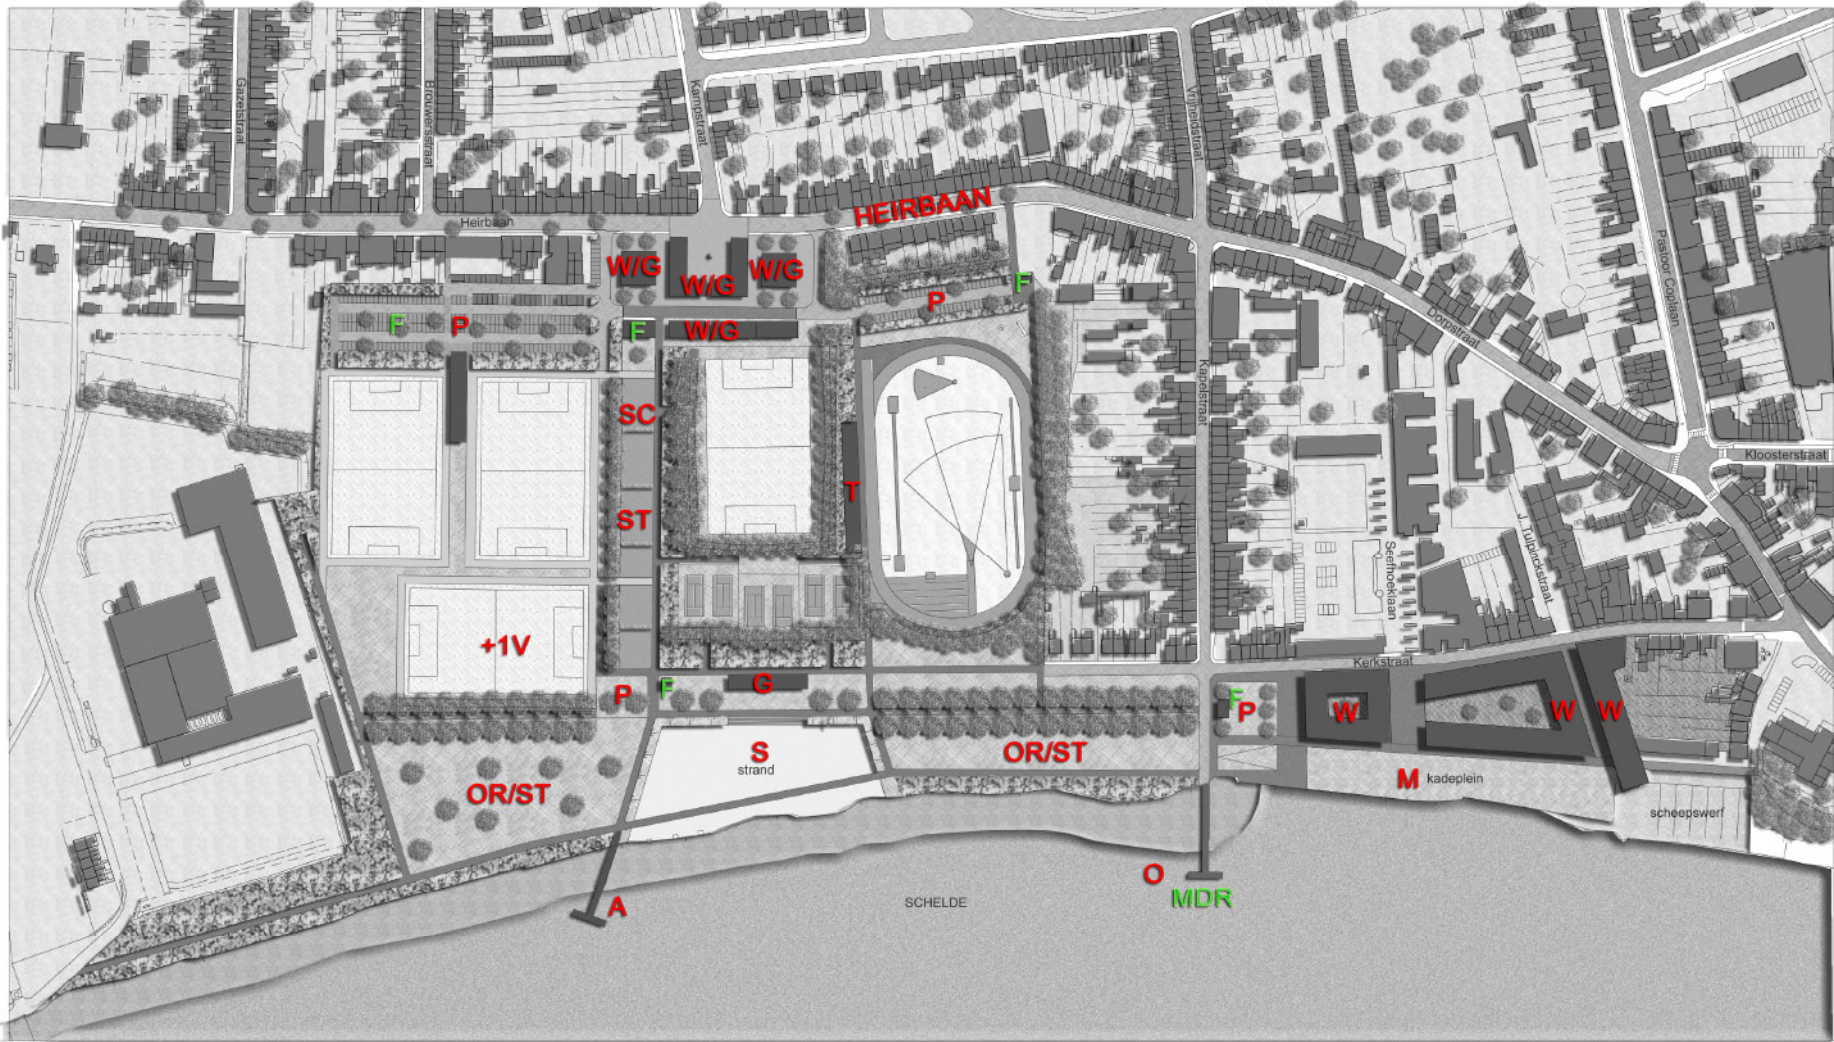 Gazetstraat
Brouwersstraat
Kampstraat
Vrijheidstraat
Pastoor Coplaan
Heirbaan
HEIRBAAN
W/G
W/G
W/G
F
P
F
P
F
W/G
Dorpstraat
Kapelstraat
SC
Kloosterstraat
T
ST
J. Tulpinckstraat
Seefhoeklaan
+1V
Kerkstraat
P
F
G
F
P
W
W
W
S
strand
OR/ST
M
kadeplein
OR/ST
scheepswerf
O
MDR
A
SCHELDE